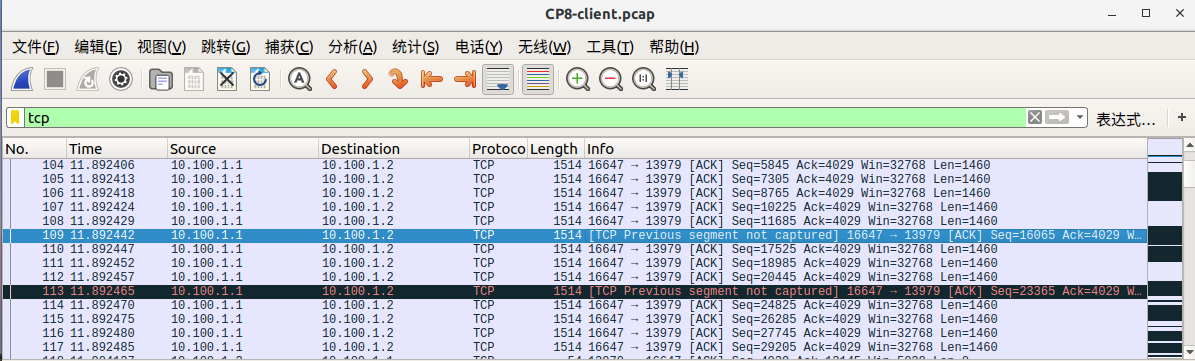 CP8-client.pcap
文件(F) 编辑(E) 视图(V) 跳转(G) 捕获(C) 分析(A) 统计(S) 电话(Y) 无线(W) 工具(T) 帮助(H)
tcp 表达式… +
No. Time Source Destination Protoco Length Info
104 11.892406 10.100.1.1 10.100.1.2 TCP 1514 16647 → 13979 [ACK] Seq=5845 Ack=4029 Win=32768 Len=1460
105 11.892413 10.100.1.1 10.100.1.2 TCP 1514 16647 → 13979 [ACK] Seq=7305 Ack=4029 Win=32768 Len=1460
106 11.892418 10.100.1.1 10.100.1.2 TCP 1514 16647 → 13979 [ACK] Seq=8765 Ack=4029 Win=32768 Len=1460
107 11.892424 10.100.1.1 10.100.1.2 TCP 1514 16647 → 13979 [ACK] Seq=10225 Ack=4029 Win=32768 Len=1460
108 11.892429 10.100.1.1 10.100.1.2 TCP 1514 16647 → 13979 [ACK] Seq=11685 Ack=4029 Win=32768 Len=1460
109 11.892442 10.100.1.1 10.100.1.2 TCP 1514 [TCP Previous segment not captured] 16647 → 13979 [ACK] Seq=16065 Ack=4029 W…
110 11.892447 10.100.1.1 10.100.1.2 TCP 1514 16647 → 13979 [ACK] Seq=17525 Ack=4029 Win=32768 Len=1460
111 11.892452 10.100.1.1 10.100.1.2 TCP 1514 16647 → 13979 [ACK] Seq=18985 Ack=4029 Win=32768 Len=1460
112 11.892457 10.100.1.1 10.100.1.2 TCP 1514 16647 → 13979 [ACK] Seq=20445 Ack=4029 Win=32768 Len=1460
113 11.892465 10.100.1.1 10.100.1.2 TCP 1514 [TCP Previous segment not captured] 16647 → 13979 [ACK] Seq=23365 Ack=4029 W…
114 11.892470 10.100.1.1 10.100.1.2 TCP 1514 16647 → 13979 [ACK] Seq=24825 Ack=4029 Win=32768 Len=1460
115 11.892475 10.100.1.1 10.100.1.2 TCP 1514 16647 → 13979 [ACK] Seq=26285 Ack=4029 Win=32768 Len=1460
116 11.892480 10.100.1.1 10.100.1.2 TCP 1514 16647 → 13979 [ACK] Seq=27745 Ack=4029 Win=32768 Len=1460
117 11.892485 10.100.1.1 10.100.1.2 TCP 1514 16647 → 13979 [ACK] Seq=29205 Ack=4029 Win=32768 Len=1460